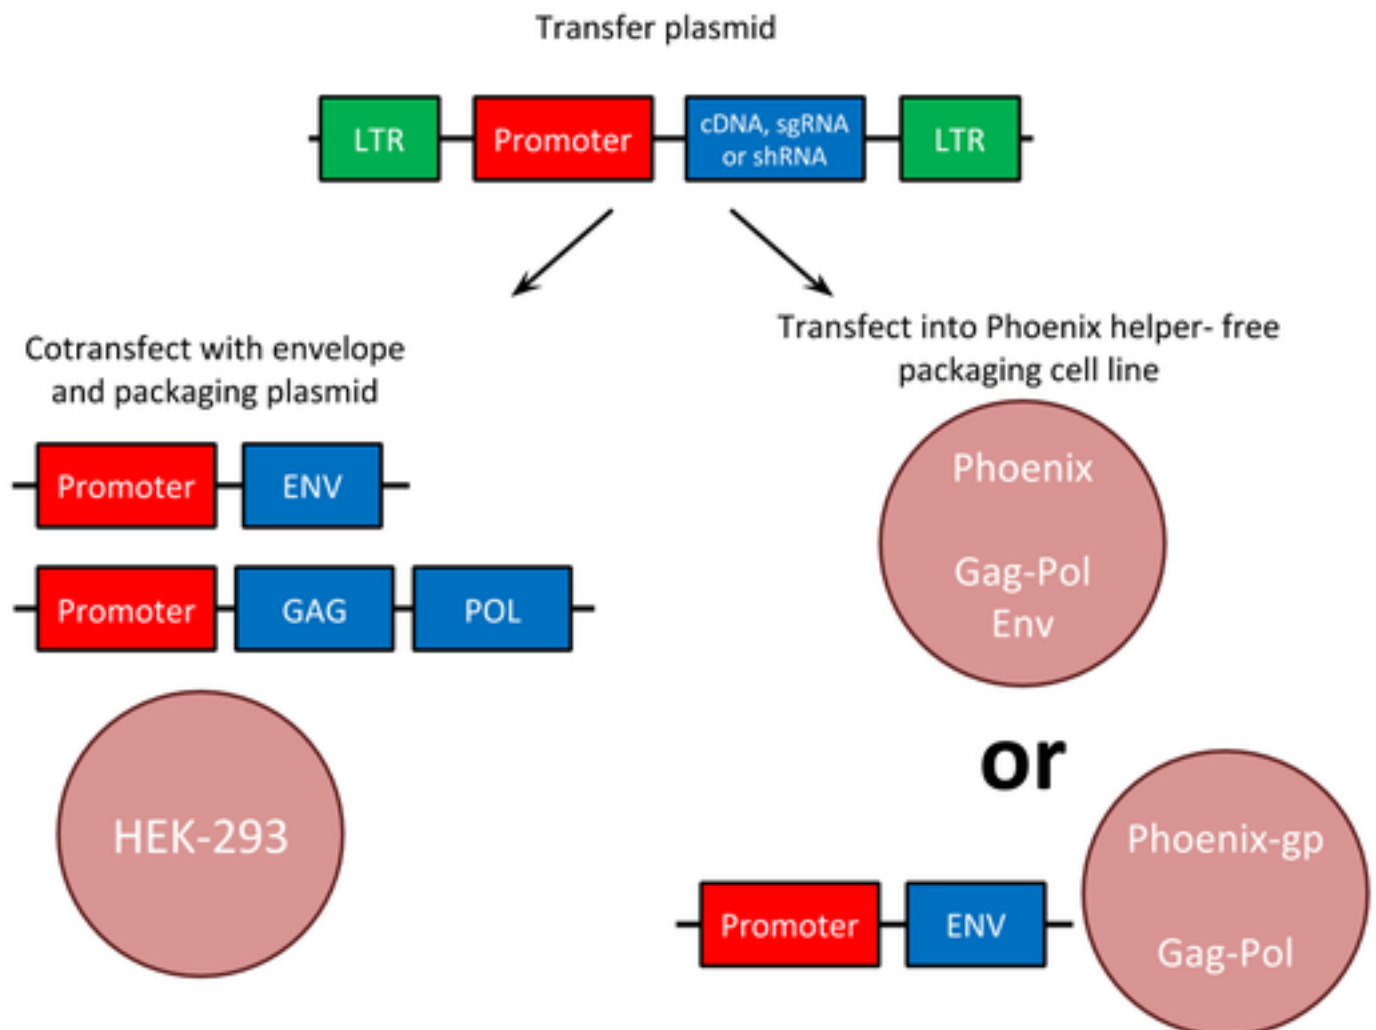 Transfer plasmid
LTR
Promoter
cDNA, sgRNA
or shRNA
LTR
Cotransfect with envelope
and packaging plasmid
Promoter
ENV
Promoter
GAG
POL
HEK-293
Transfect into Phoenix helper- free
packaging cell line
Phoenix
Gag-Pol
Env
or
Promoter
ENV
Phoenix-gp
Gag-Pol